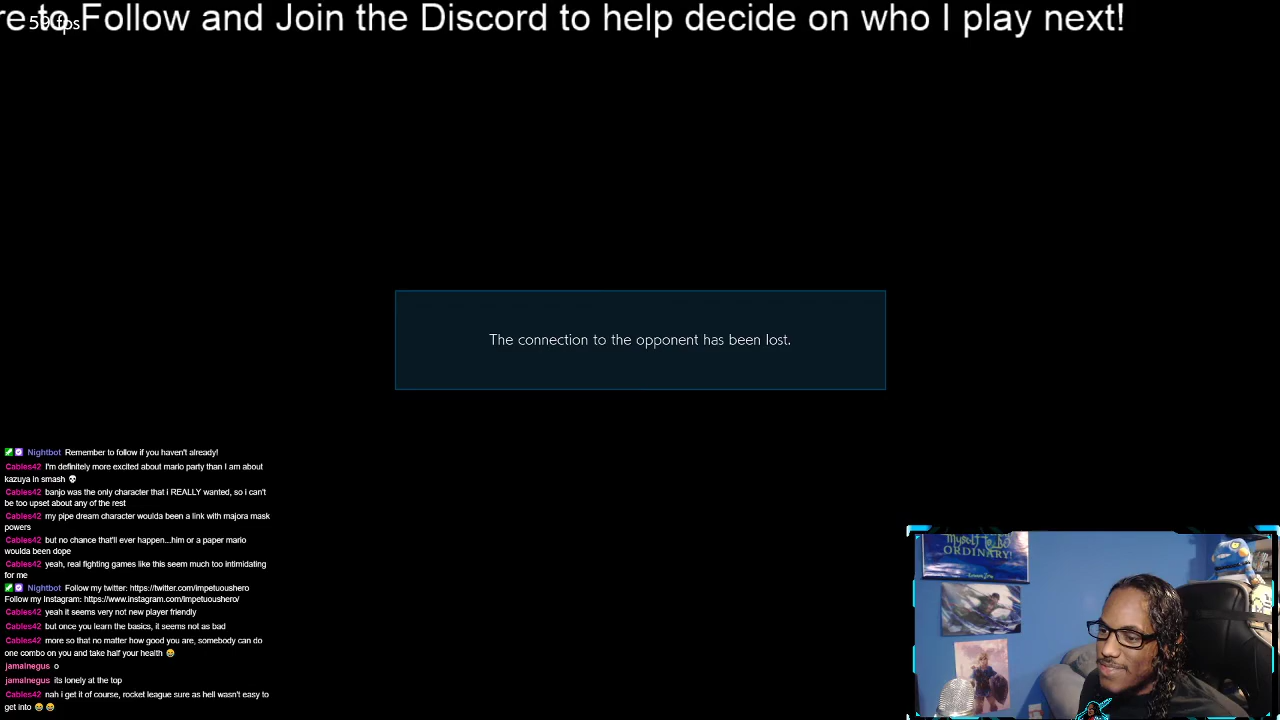 re to Follow and Join the Discord to help decide on who I play next!
59 fps
The connection to the opponent has been lost.
Nightbot Remember to follow if you haven't already!
Cables42 I'm definitely more excited about mario party than I am about
kazuya in smash 💀
Cables42 banjo was the only character that i REALLY wanted, so i can't
be too upset about any of the rest
Cables42 my pipe dream character woulda been a link with majora mask
powers
Cables42 but no chance that'll ever happen...him or a paper mario
woulda been dope
Cables42 yeah, real fighting games like this seem much too intimidating
for me
Nightbot Follow my twitter: https://twitter.com/impetuoushero
Follow my Instagram: https://www.instagram.com/impetuoushero/
Cables42 yeah it seems very not new player friendly
Cables42 but once you learn the basics, it seems not as bad
Cables42 more so that no matter how good you are, somebody can do
one combo on you and take half your health 😂
jamalnegus o
jamalnegus its lonely at the top
Cables42 nah i get it of course, rocket league sure as hell wasn't easy to
get into 😂 😂
Myself To Be
ORDINARY!